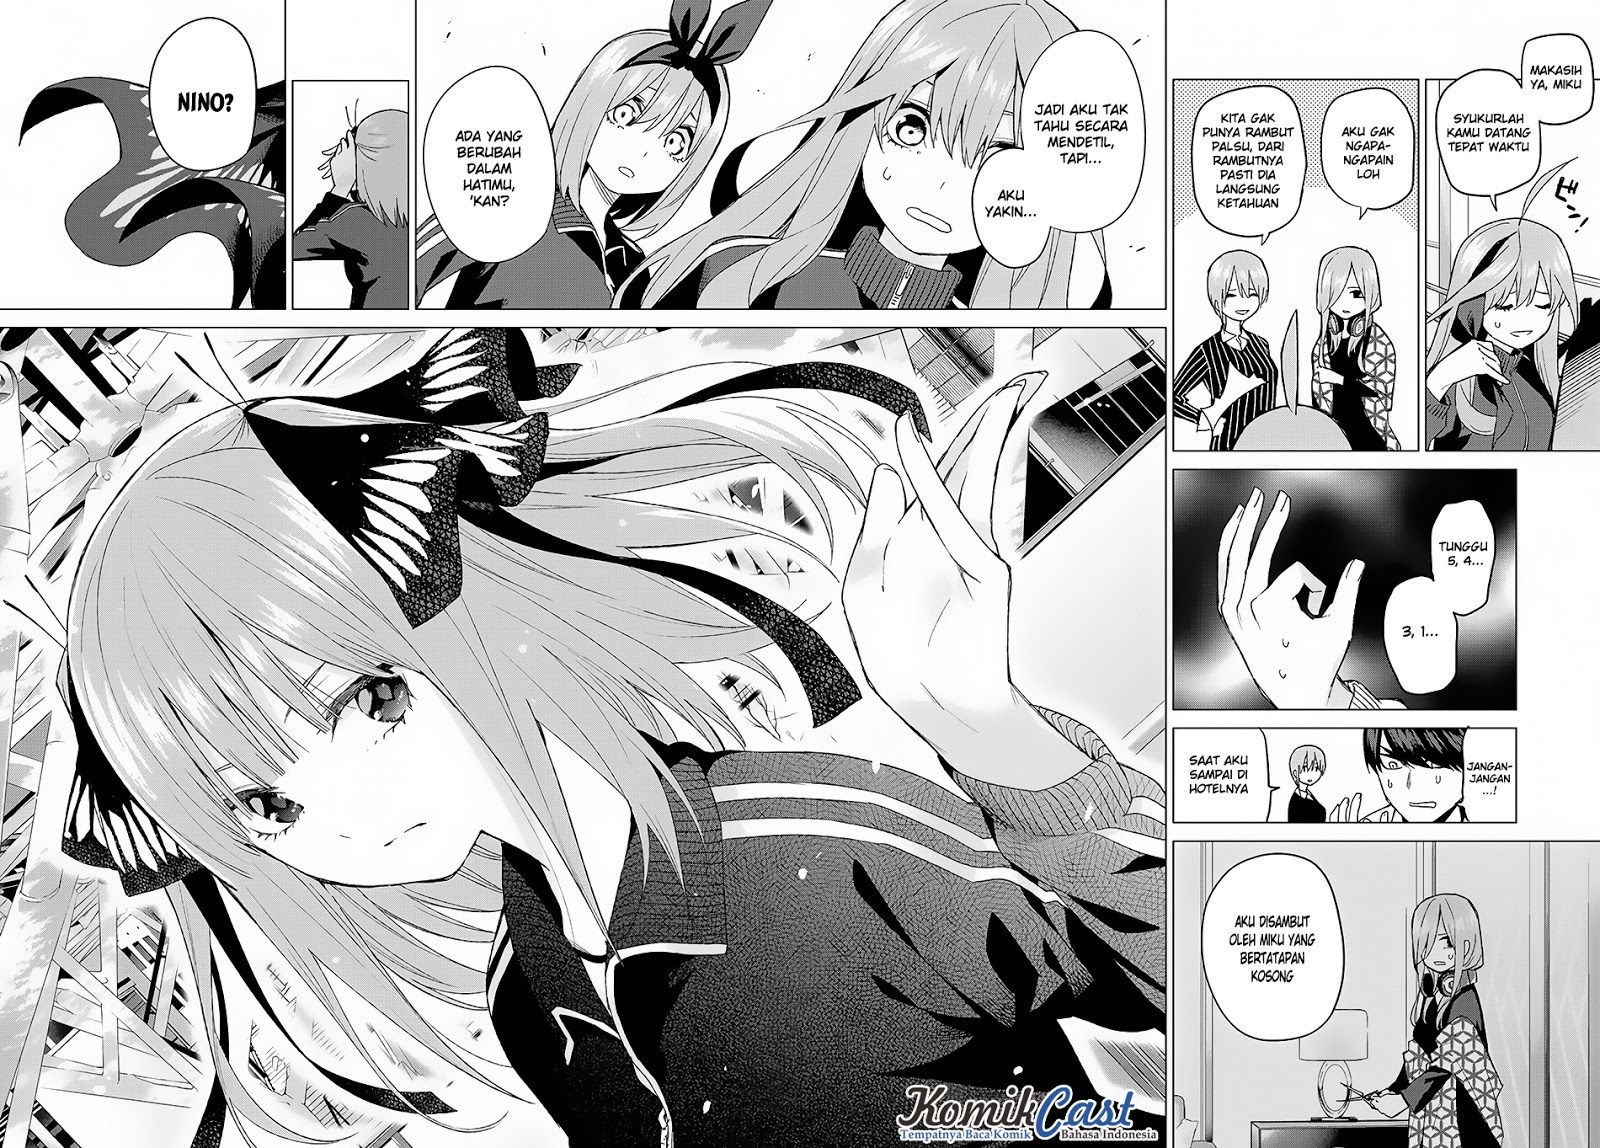 MAKASIH
YA, MIKU
SYUKURLAH
KAMU DATANG
TEPAT WAKTU
ビーン!
AKU GAK
NGAPA-
NGAPAIN
LOH
KITA GAK
PUNYA RAMBUT
PALSU, DARI
RAMBUTNYA
PASTI DIA
LANGSUNG
KETAHUAN
TUNGGU
5, 4...
3, 1...
JANGAN-
JANGAN
...!
SAAT AKU
SAMPAI DI
HOTELNYA
AKU DISAMBUT
OLEH MIKU YANG
BERTATAPAN
KOSONG
JADI AKU TAK
TAHU SECARA
MENDETIL,
TAPI...
AKU
YAKIN...
ADA YANG
BERUBAH
DALAM
HATIMU,
'KAN?
NINO?
KomikCast
Tempatnya Baca Komik Bahasa Indonesia